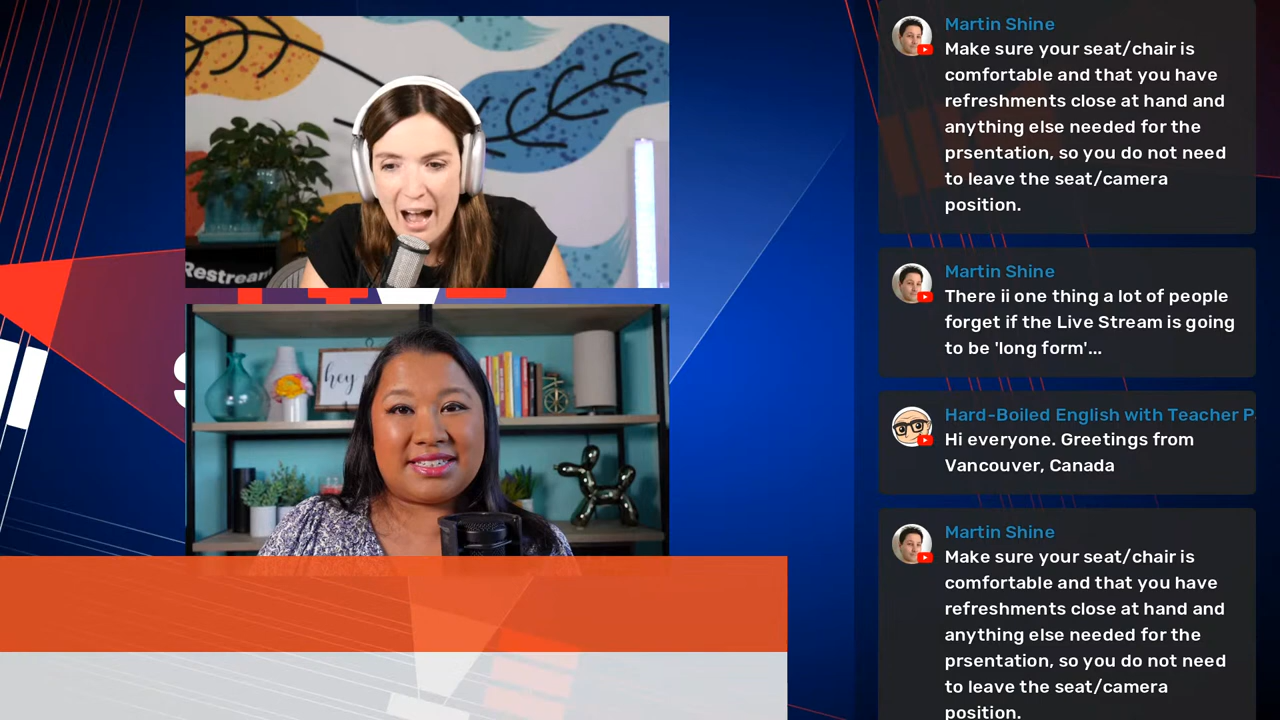 Restream
hey
Martin Shine
Make sure your seat/chair is
comfortable and that you have
refreshments close at hand and
anything else needed for the
prsentation, so you do not need
to leave the seat/camera
position.
Martin Shine
There ii one thing a lot of people
forget if the Live Stream is going
to be 'long form'...
Hard-Boiled English with Teacher P
Hi everyone. Greetings from
Vancouver, Canada
Martin Shine
Make sure your seat/chair is
comfortable and that you have
refreshments close at hand and
anything else needed for the
prsentation, so you do not need
to leave the seat/camera
position.